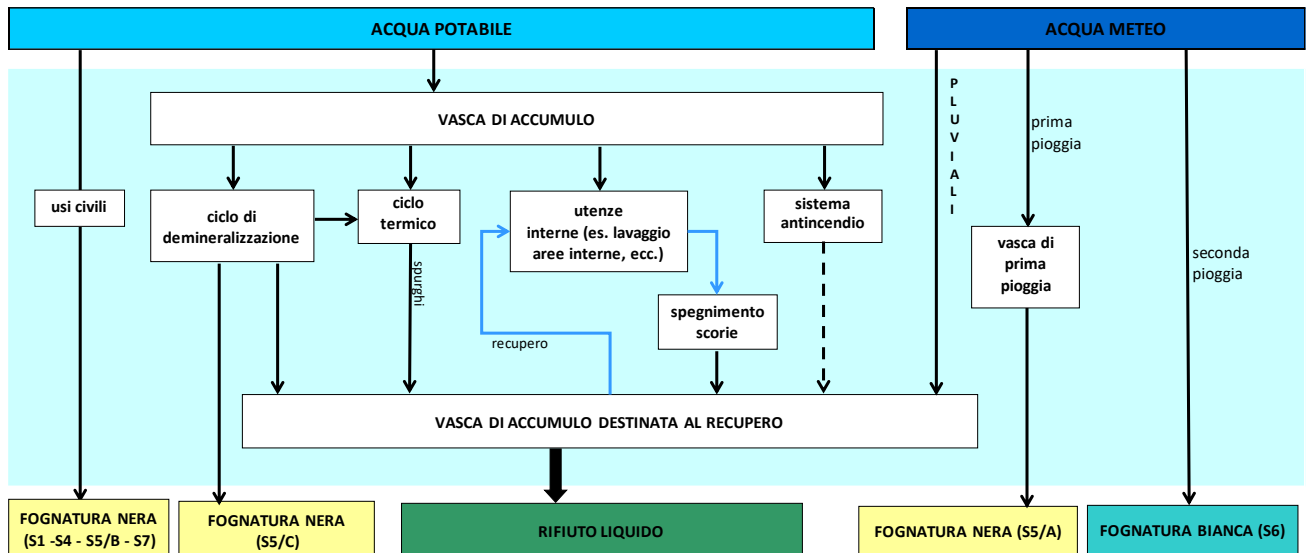 ACQUA POTABILE
ACQUA METEO
VASCA DI ACCUMULO
PLUVIALI
prima
pioggia
usi civili
ciclo di
demineralizzazione
ciclo
termico
utenze
interne (es. lavaggio
aree interne, ecc.)
sistema
antincendio
vasca di
prima
pioggia
seconda
pioggia
spurghi
spegnimento
scorie
recupero
VASCA DI ACCUMULO DESTINATA AL RECUPERO
FOGNATURA NERA
(S1 -S4 - S5/B - S7)
FOGNATURA NERA
(S5/C)
RIFIUTO LIQUIDO
FOGNATURA NERA (S5/A)
FOGNATURA BIANCA (S6)